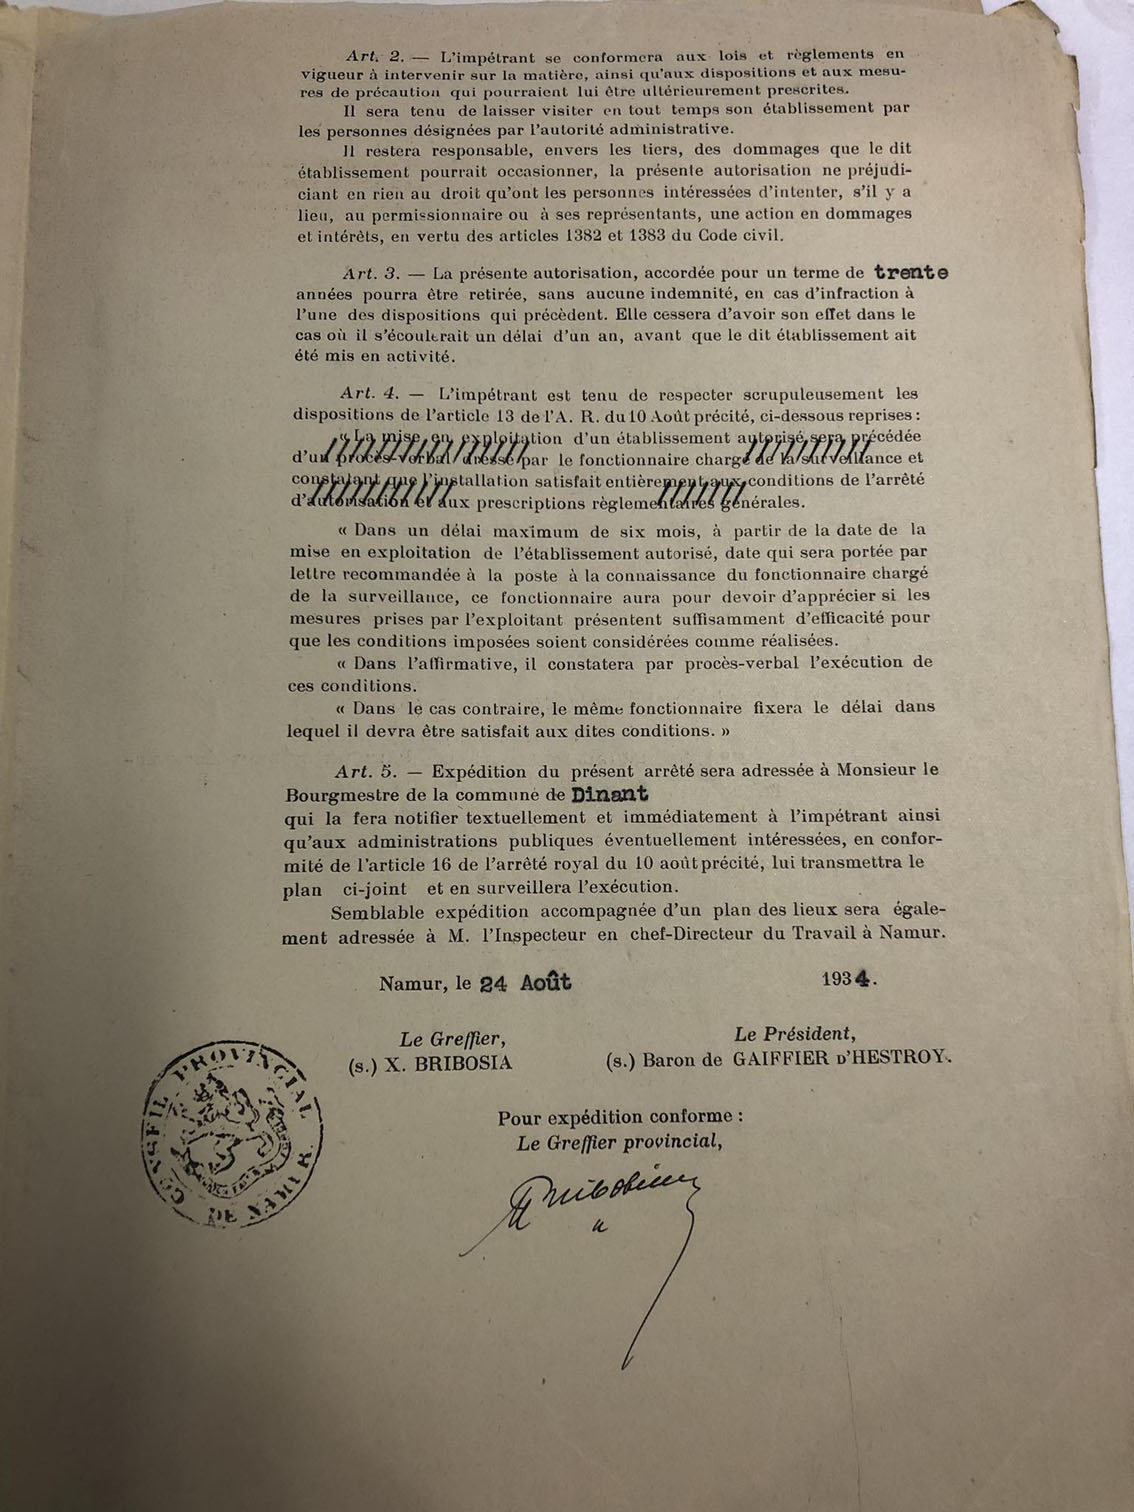 Art. 2. — L'impétrant se conformera aux lois et règlements en
vigueur à intervenir sur la matière, ainsi qu'aux dispositions et aux mesu-
res de précaution qui pourraient lui être ultérieurement prescrites.
Il sera tenu de laisser visiter en tout temps son établissement par
les personnes désignées par l'autorité administrative.
Il restera responsable, envers les tiers, des dommages que le dit
établissement pourrait occasionner, la présente autorisation ne préjudi-
ciant en rien au droit qu'ont les personnes intéressées d'intenter, s'il y a
lieu, au permissionnaire ou à ses représentants, une action en dommages
et intérêts, en vertu des articles 1382 et 1383 du Code civil.
Art. 3. — La présente autorisation, accordée pour un terme de trente
années pourra être retirée, sans aucune indemnité, en cas d'infraction à
l'une des dispositions qui précèdent. Elle cessera d'avoir son effet dans le
cas où il s'écoulerait un délai d'un an, avant que le dit établissement ait
été mis en activité.
Art. 4. — L'impétrant est tenu de respecter scrupuleusement les
dispositions de l'article 13 de l'A. R. du 10 Août précité, ci-dessous reprises :
« La mise en exploitation d'un établissement autorisé sera précédée
d'un procès-verbal dressé par le fonctionnaire chargé de la surveillance et
constatant que l'installation satisfait entièrement aux conditions de l'arrêté
d'autorisation et aux prescriptions règlementaires générales.
« Dans un délai maximum de six mois, à partir de la date de la
mise en exploitation de l'établissement autorisé, date qui sera portée par
lettre recommandée à la poste à la connaissance du fonctionnaire chargé
de la surveillance, ce fonctionnaire aura pour devoir d'apprécier si les
mesures prises par l'exploitant présentent suffisamment d'efficacité pour
que les conditions imposées soient considérées comme réalisées.
« Dans l'affirmative, il constatera par procès-verbal l'exécution de
ces conditions.
« Dans le cas contraire, le même fonctionnaire fixera le délai dans
lequel il devra être satisfait aux dites conditions. »
Art. 5. — Expédition du présent arrêté sera adressée à Monsieur le
Bourgmestre de la commune de Dinant
qui la fera notifier textuellement et immédiatement à l'impétrant ainsi
qu'aux administrations publiques éventuellement intéressées, en confor-
mité de l'article 16 de l'arrêté royal du 10 août précité, lui transmettra le
plan ci-joint et en surveillera l'exécution.
Semblable expédition accompagnée d'un plan des lieux sera égale-
ment adressée à M. l'Inspecteur en chef-Directeur du Travail à Namur.
Namur, le 24 Août 1934.
Le Greffier, Le Président,
(s.) X. BRIBOSIA (s.) Baron de GAIFFIER D'HESTROY.
CONSEIL PROVINCIAL DE NAMUR
Pour expédition conforme :
Le Greffier provincial,